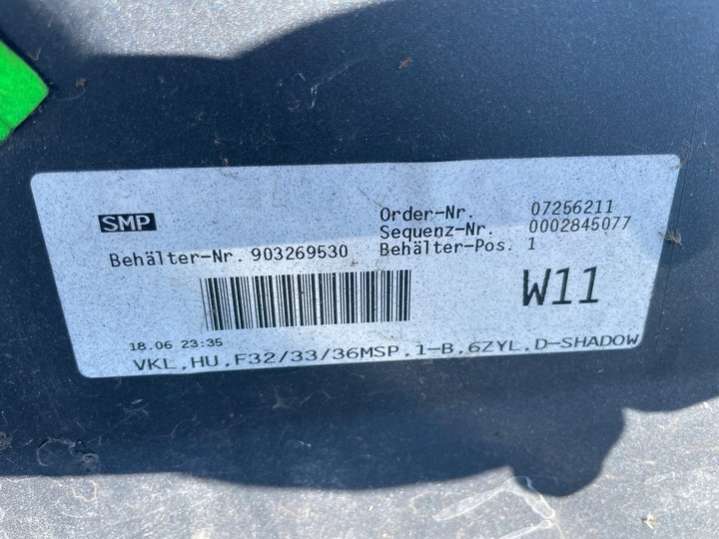 SMP
Order-Nr. 07256211
Sequenz-Nr. 0002845077
Behälter-Nr. 903269530 Behälter-Pos. 1
W11
18.06 23:35
VKL,HU,F32/33/36MSP,1-B,6ZYL,D-SHADOW